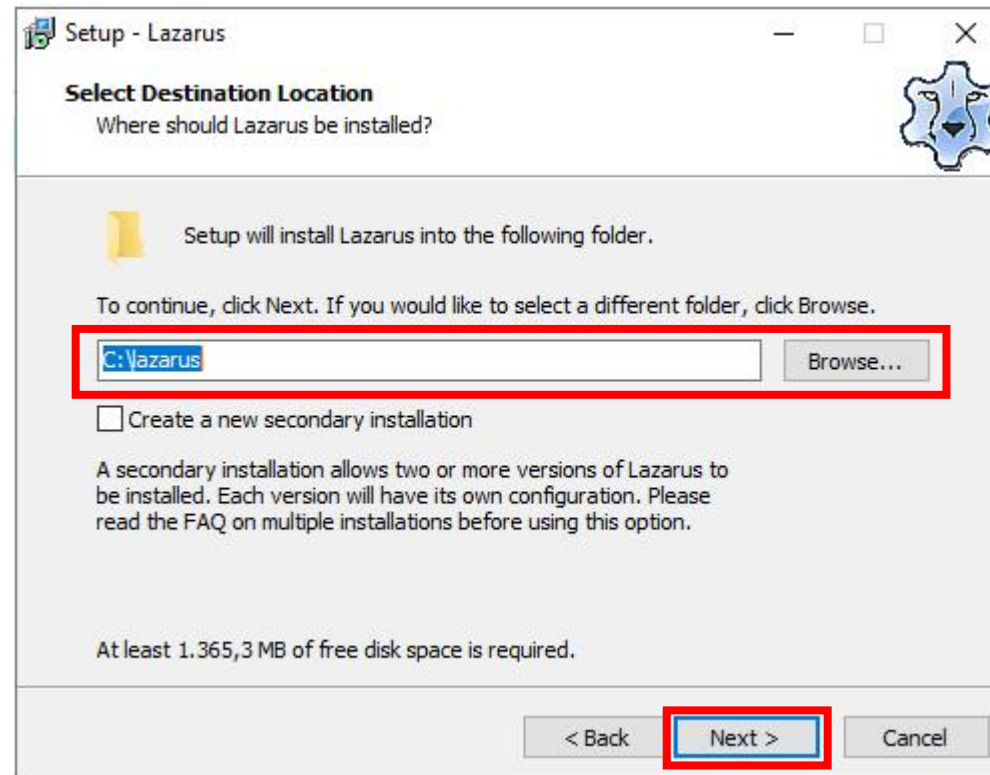 Setup - Lazarus
Select Destination Location
Where should Lazarus be installed?
Setup will install Lazarus into the following folder.
To continue, click Next. If you would like to select a different folder, click Browse.
C:\lazarus
Browse...
Create a new secondary installation
A secondary installation allows two or more versions of Lazarus to
be installed. Each version will have its own configuration. Please
read the FAQ on multiple installations before using this option.
At least 1.365,3 MB of free disk space is required.
< Back
Next >
Cancel